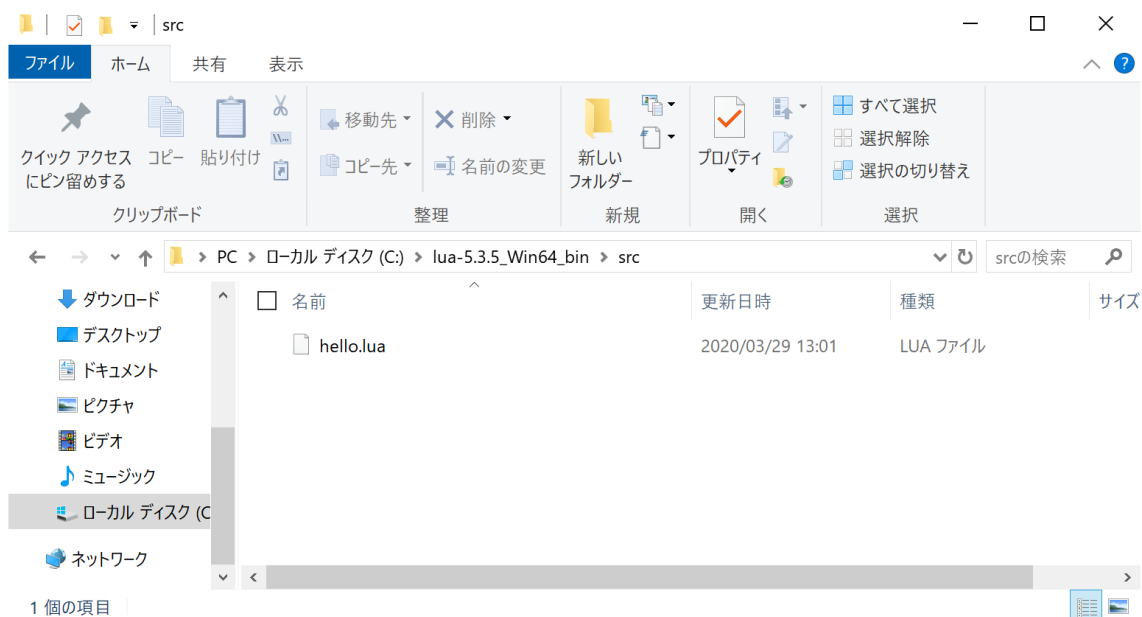 src
ファイル ホーム 共有 表示
クイック アクセス
にピン留めする
コピー
貼り付け
クリップボード
移動先
コピー先
削除
名前の変更
整理
新しい
フォルダー
新規
プロパティ
開く
すべて選択
選択解除
選択の切り替え
選択
PC ローカル ディスク (C:) lua-5.3.5_Win64_bin src
srcの検索
ダウンロード
デスクトップ
ドキュメント
ピクチャ
ビデオ
ミュージック
ローカル ディスク (C
ネットワーク
名前 更新日時 種類 サイズ
hello.lua 2020/03/29 13:01 LUA ファイル
1 個の項目